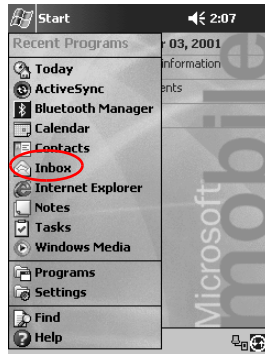 Start 2:07
Recent Programs r 03, 2001
Today
information
ActiveSync
ents
Bluetooth Manager
Calendar
Contacts
Inbox
Internet Explorer
Notes
Tasks
Windows Media
Programs
Settings
Find
Help
Microsoft
mobile